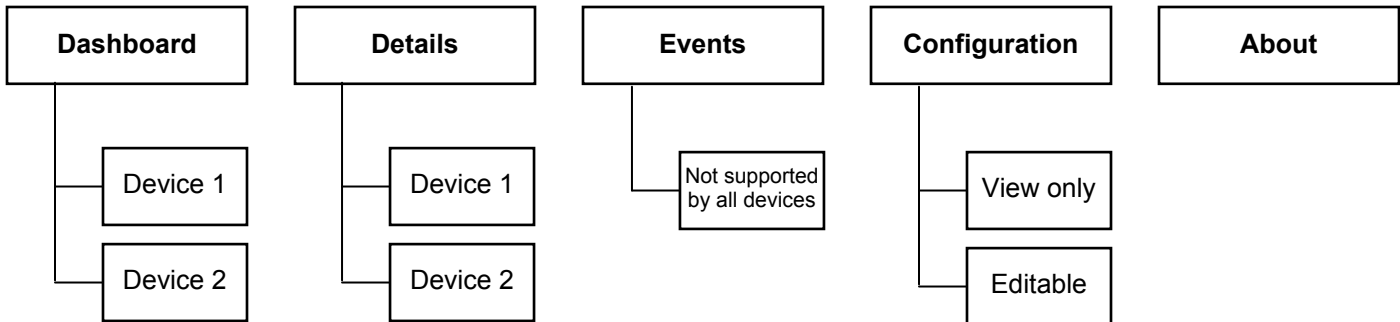 Dashboard
Details
Events
Configuration
About
Device 1
Device 1
Not supported
by all devices
View only
Device 2
Device 2
Editable